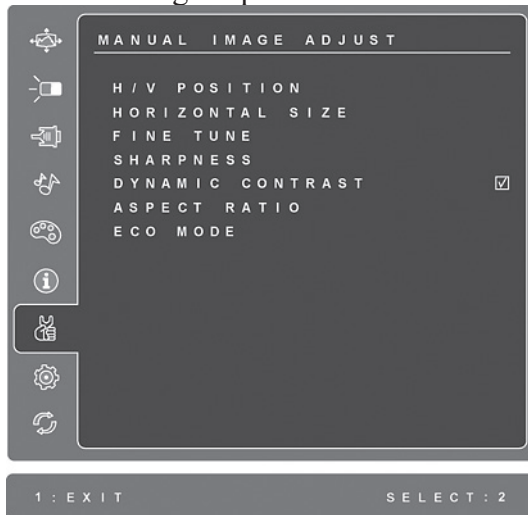 MANUAL IMAGE ADJUST
H/V POSITION
HORIZONTAL SIZE
FINE TUNE
SHARPNESS
DYNAMIC CONTRAST
ASPECT RATIO
ECO MODE
1:EXIT SELECT:2